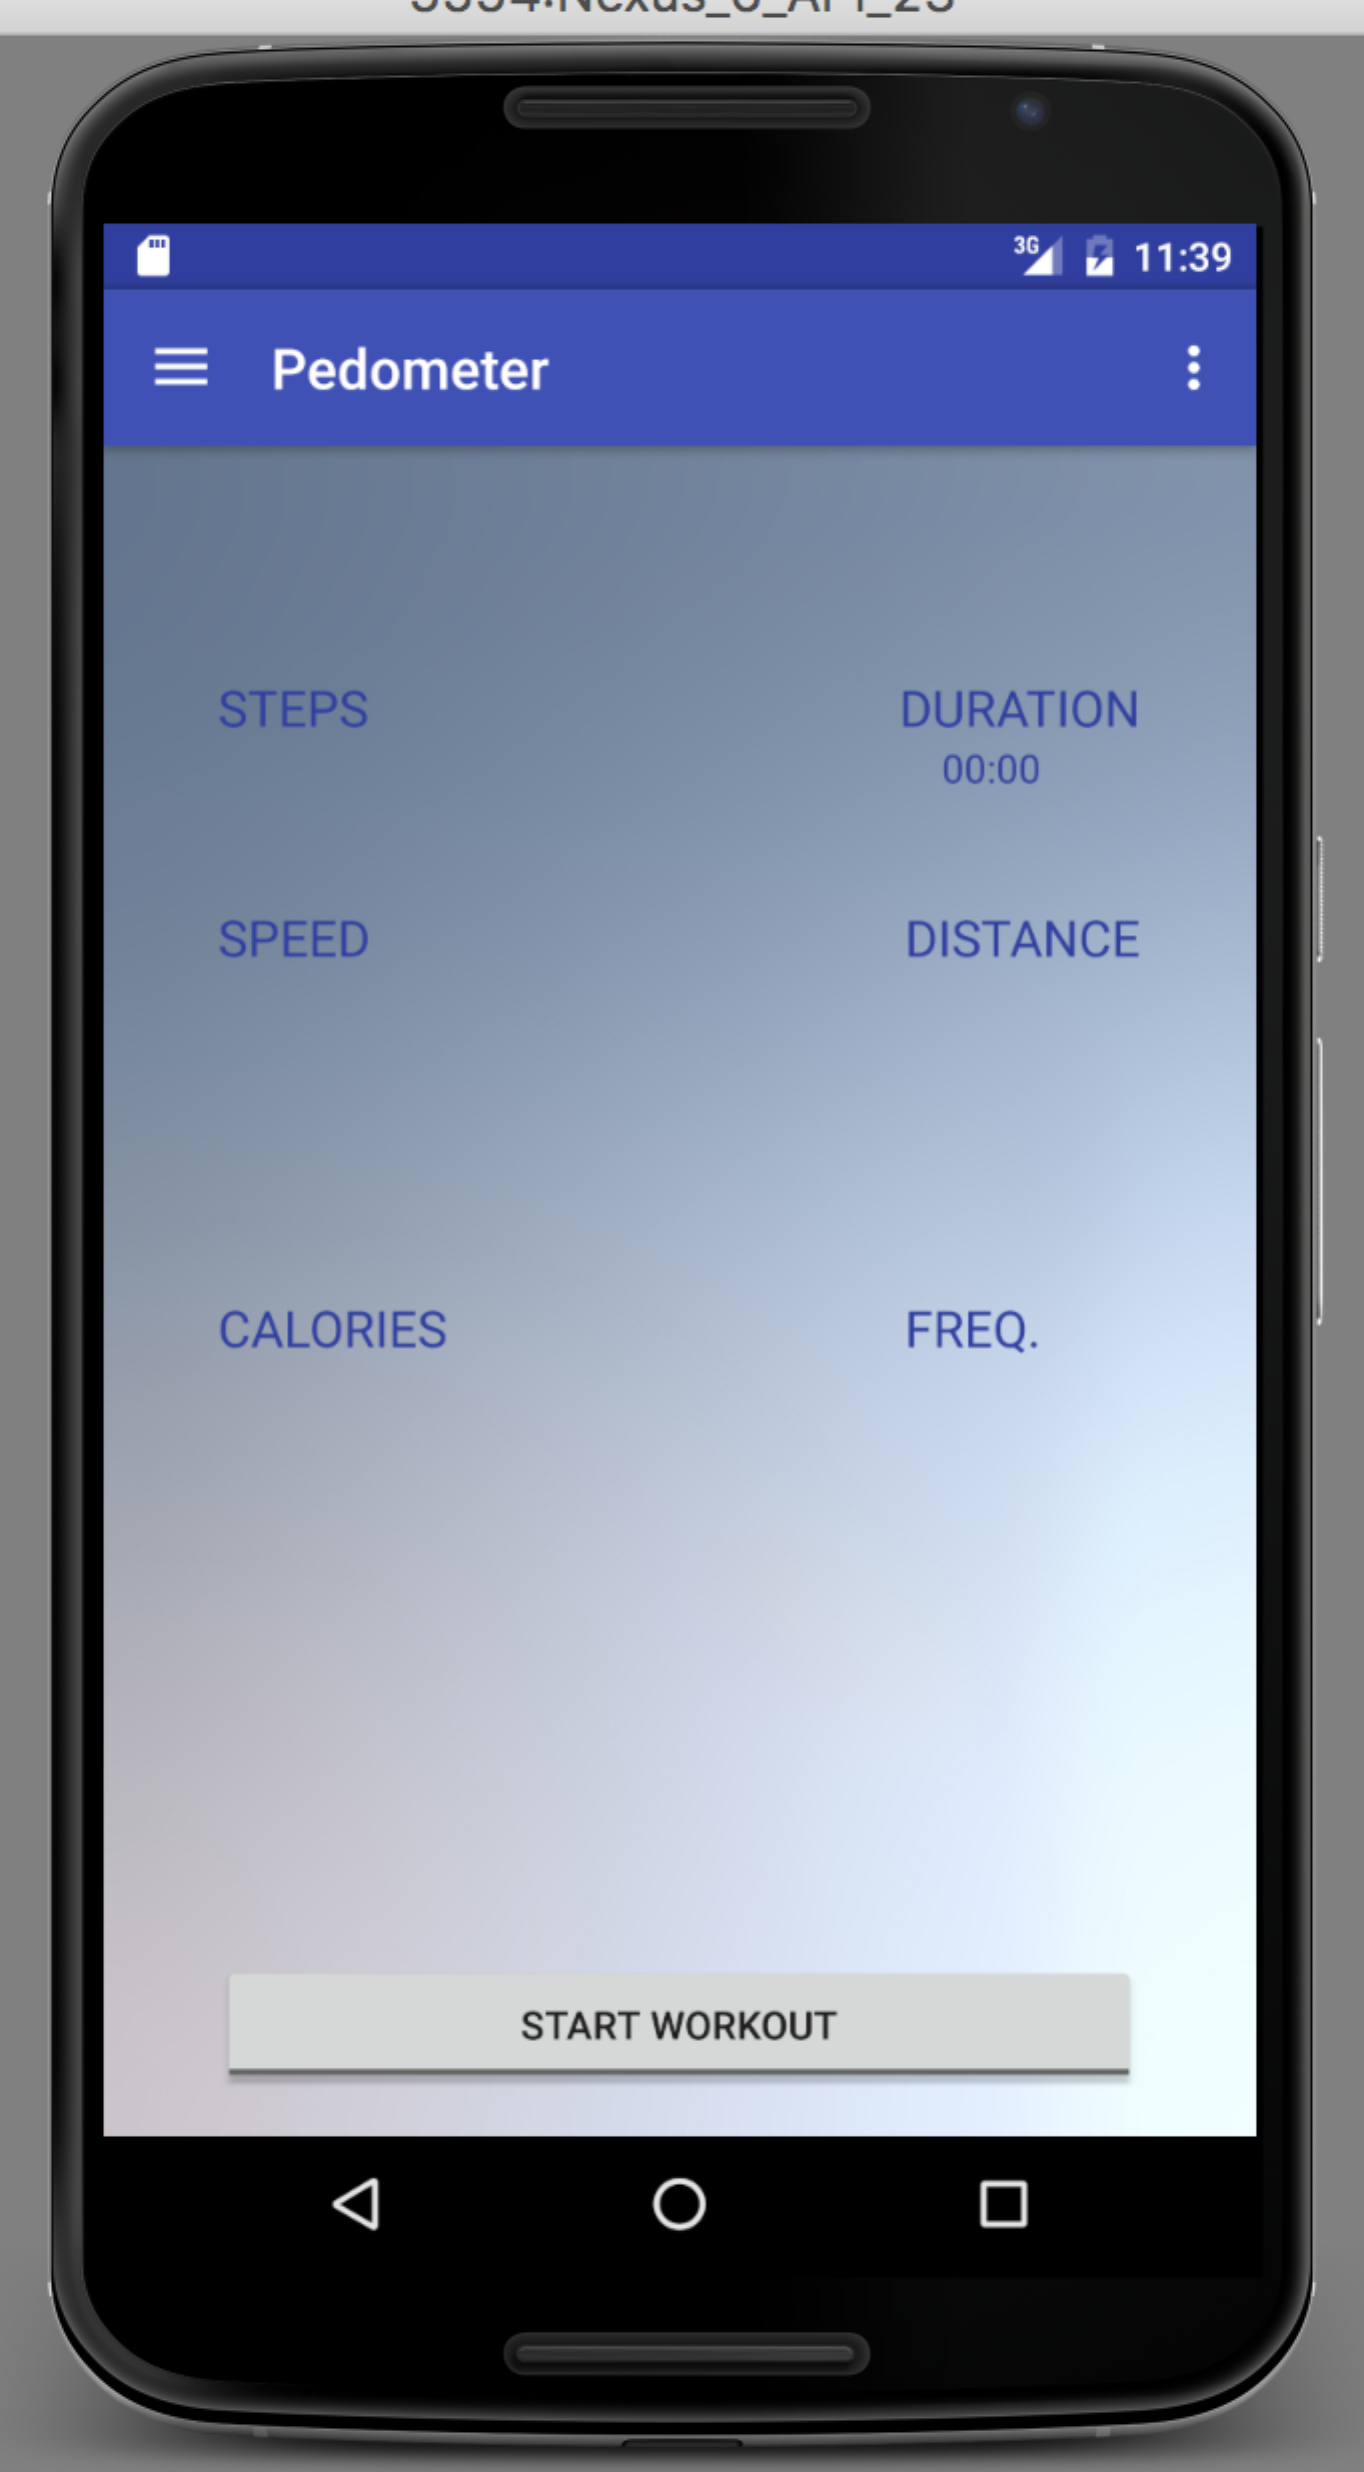 3G 11:39
Pedometer
STEPS DURATION
00:00
SPEED DISTANCE
CALORIES FREQ.
START WORKOUT